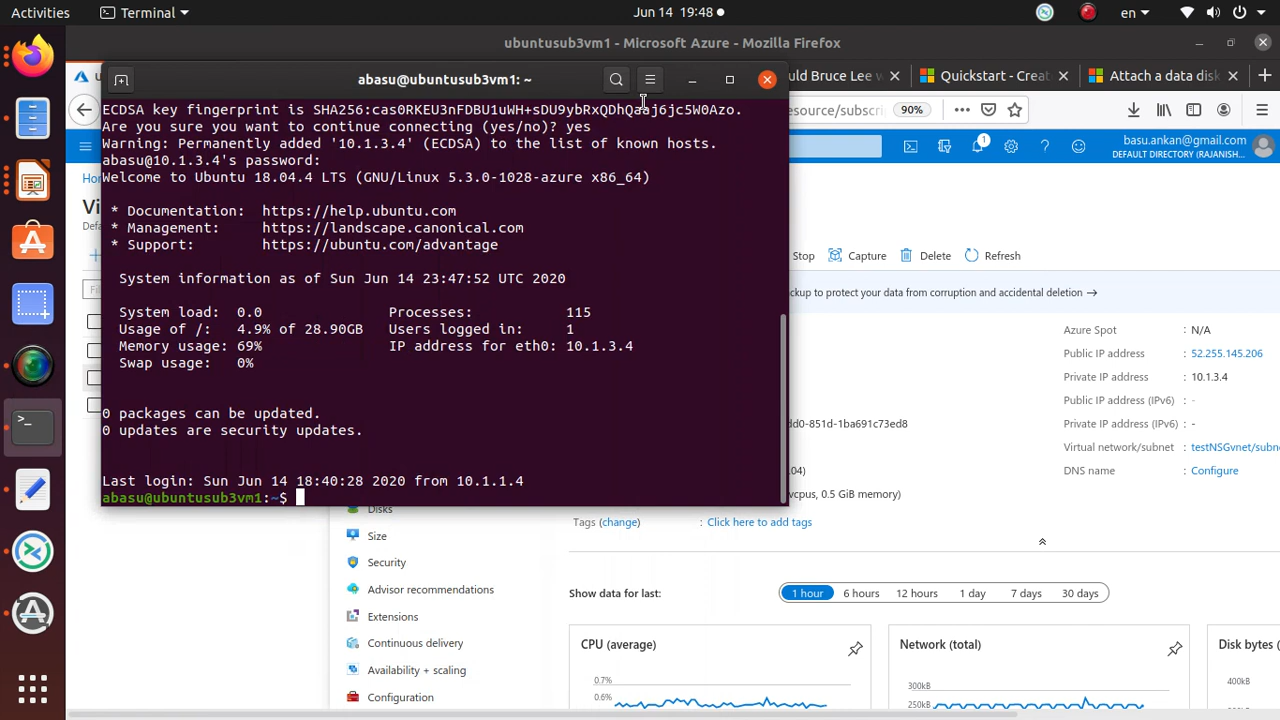 Activities
Terminal
Jun 14 19:48
en
ubuntusub3vm1 - Microsoft Azure - Mozilla Firefox
abasu@ubuntusub3vm1: ~
uld Bruce Lee w
Quickstart - Create
Attach a data disk
esource/subscrip
90%
basu.ankan@gmail.com
DEFAULT DIRECTORY (RAJANISH...
Stop
Capture
Delete
Refresh
ckup to protect your data from corruption and accidental deletion →
Azure Spot : N/A
Public IP address : 52.255.145.206
Private IP address : 10.1.3.4
Public IP address (IPv6) : -
Private IP address (IPv6) : -
Virtual network/subnet : testNSGvnet/subn
DNS name : Configure
dd0-851d-1ba691c73ed8
04)
vcpus, 0.5 GiB memory)
Tags (change) : Click here to add tags
Are you sure you want to continue connecting (yes/no)? yes
Warning: Permanently added '10.1.3.4' (ECDSA) to the list of known hosts.
abasu@10.1.3.4's password:
Welcome to Ubuntu 18.04.4 LTS (GNU/Linux 5.3.0-1028-azure x86_64)
* Documentation: https://help.ubuntu.com
* Management: https://landscape.canonical.com
* Support: https://ubuntu.com/advantage
System information as of Sun Jun 14 23:47:52 UTC 2020
System load: 0.0 Processes: 115
Usage of /: 4.9% of 28.90GB Users logged in: 1
Memory usage: 69% IP address for eth0: 10.1.3.4
Swap usage: 0%
0 packages can be updated.
0 updates are security updates.
Last login: Sun Jun 14 18:40:28 2020 from 10.1.1.4
abasu@ubuntusub3vm1:~$
Disks
Size
Security
Advisor recommendations
Extensions
Continuous delivery
Availability + scaling
Configuration
Show data for last:
1 hour
6 hours
12 hours
1 day
7 days
30 days
CPU (average)
0.7%
0.6%
Network (total)
300kB
250kB
Disk bytes (
400kB